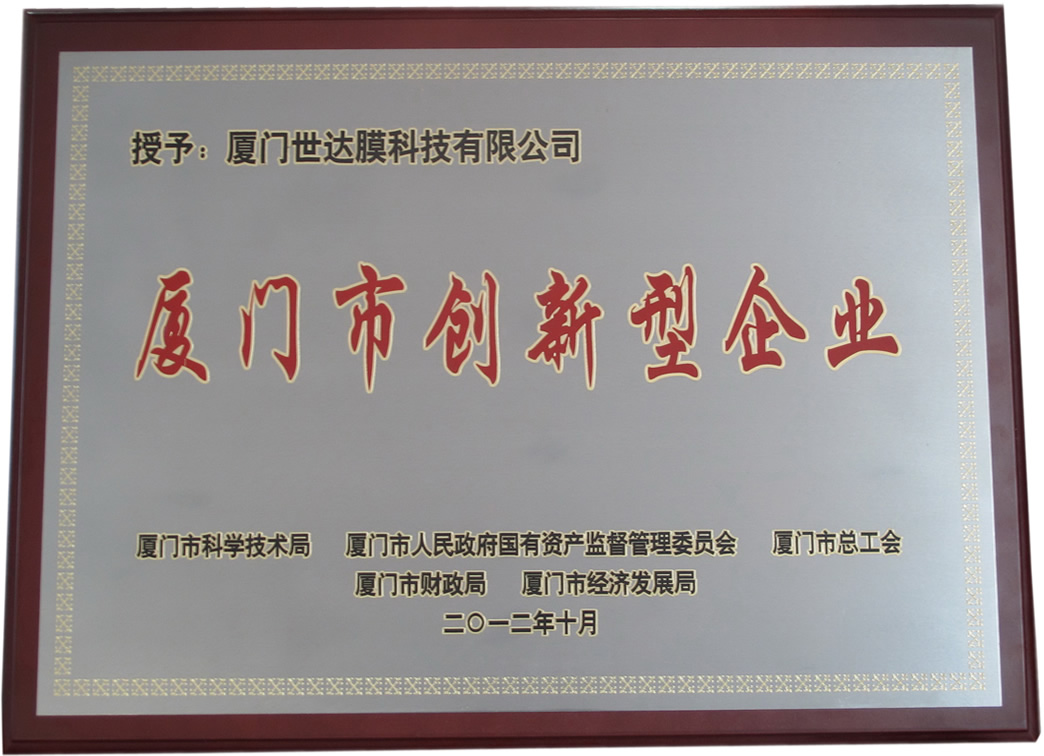 授予：厦门世达膜科技有限公司
厦门市创新型企业
厦门市科学技术局 厦门市人民政府国有资产监督管理委员会 厦门市总工会
厦门市财政局 厦门市经济发展局
二〇一二年十月